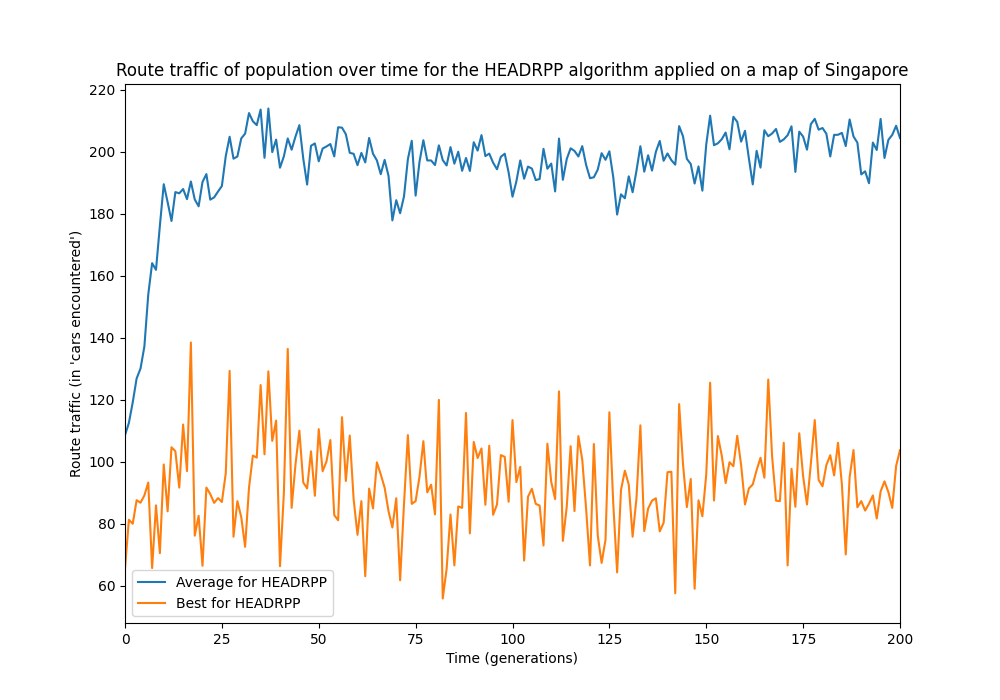 Route traffic of population over time for the HEADRPP algorithm applied on a map of Singapore
Route traffic (in 'cars encountered')
220
200
180
160
140
120
100
80
60
Average for HEADRPP
Best for HEADRPP
0 25 50 75 100 125 150 175 200
Time (generations)